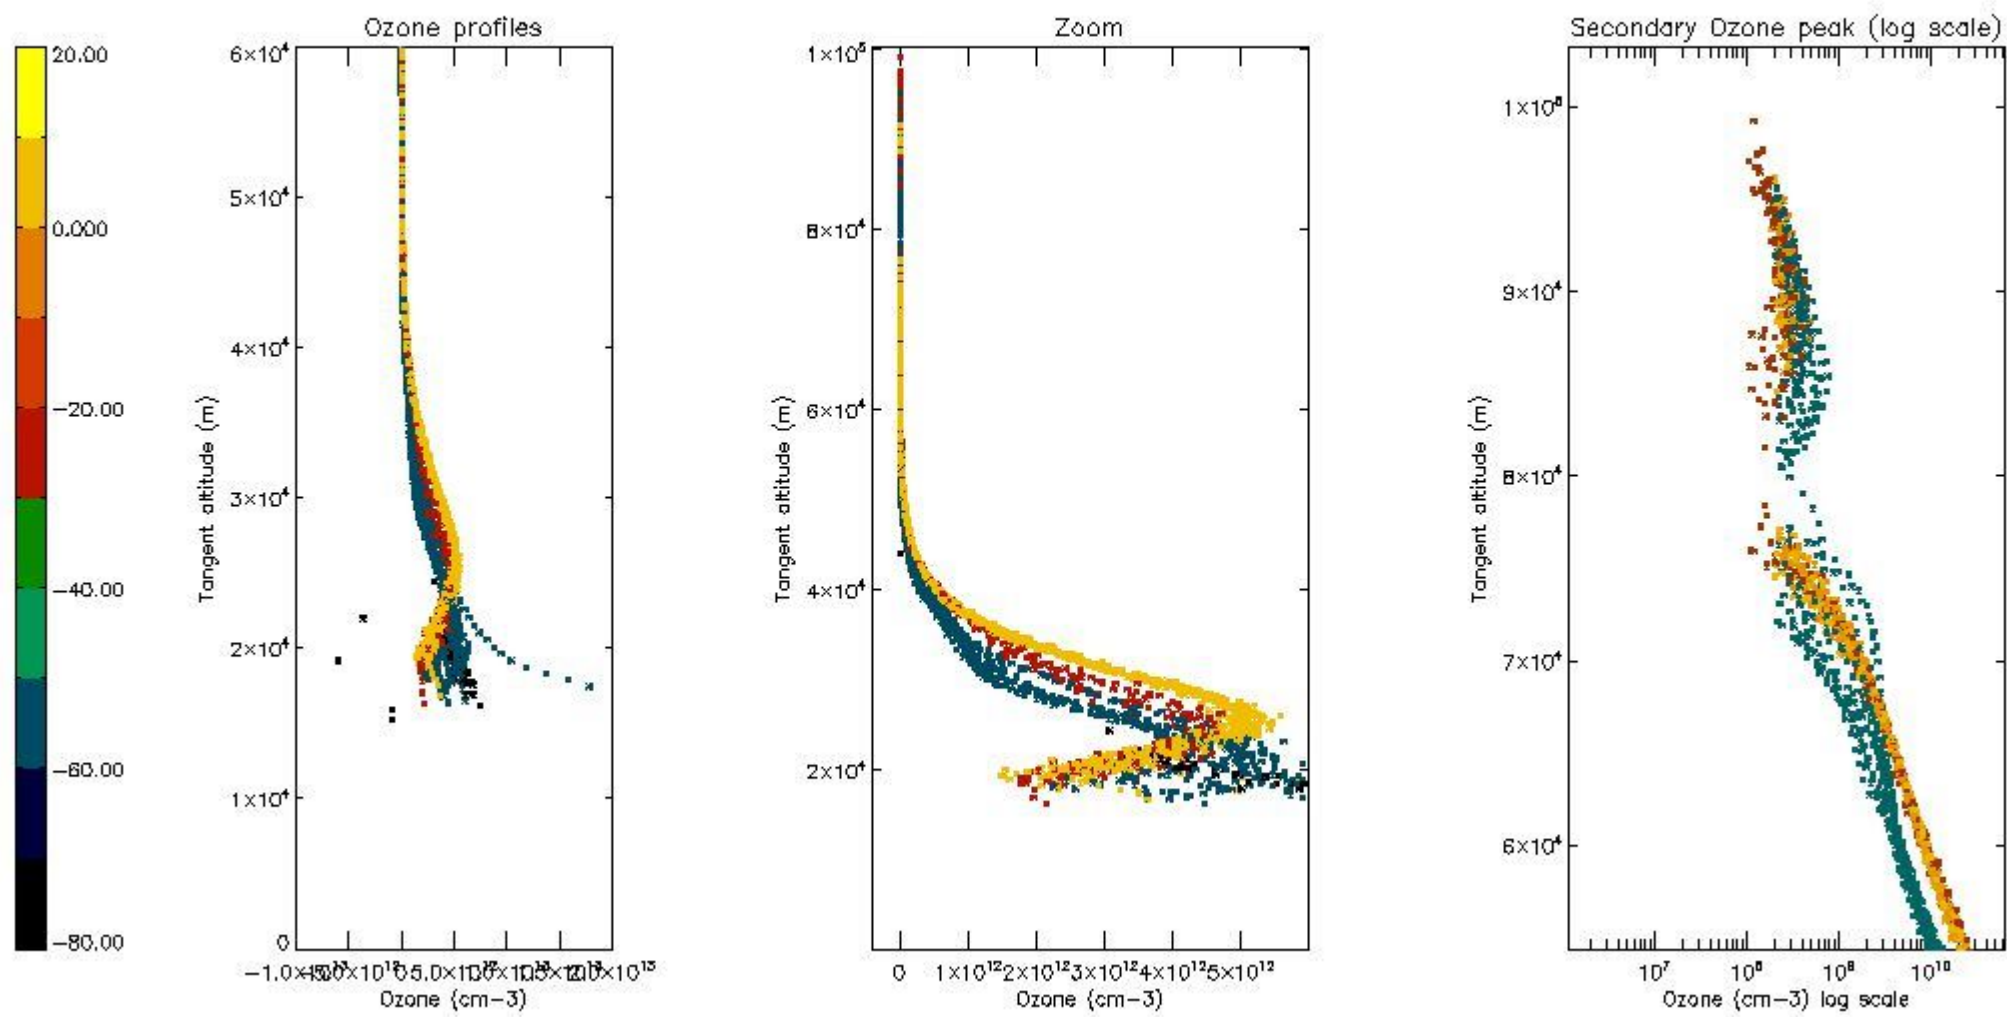 Ozone profiles
Zoom
Secondary Ozone peak (log scale)
20.00
0.000
−20.00
−40.00
−60.00
−80.00
6×10⁴
5×10⁴
4×10⁴
3×10⁴
2×10⁴
1×10⁴
0
Tangent altitude (m)
Ozone (cm−3)
1×10⁵
8×10⁴
6×10⁴
4×10⁴
2×10⁴
Tangent altitude (m)
0 1×10¹² 2×10¹² 3×10¹² 4×10¹² 5×10¹²
Ozone (cm−3)
1×10⁵
9×10⁴
8×10⁴
7×10⁴
6×10⁴
Tangent altitude (m)
10⁷ 10⁸ 10⁹ 10¹⁰
Ozone (cm−3) log scale